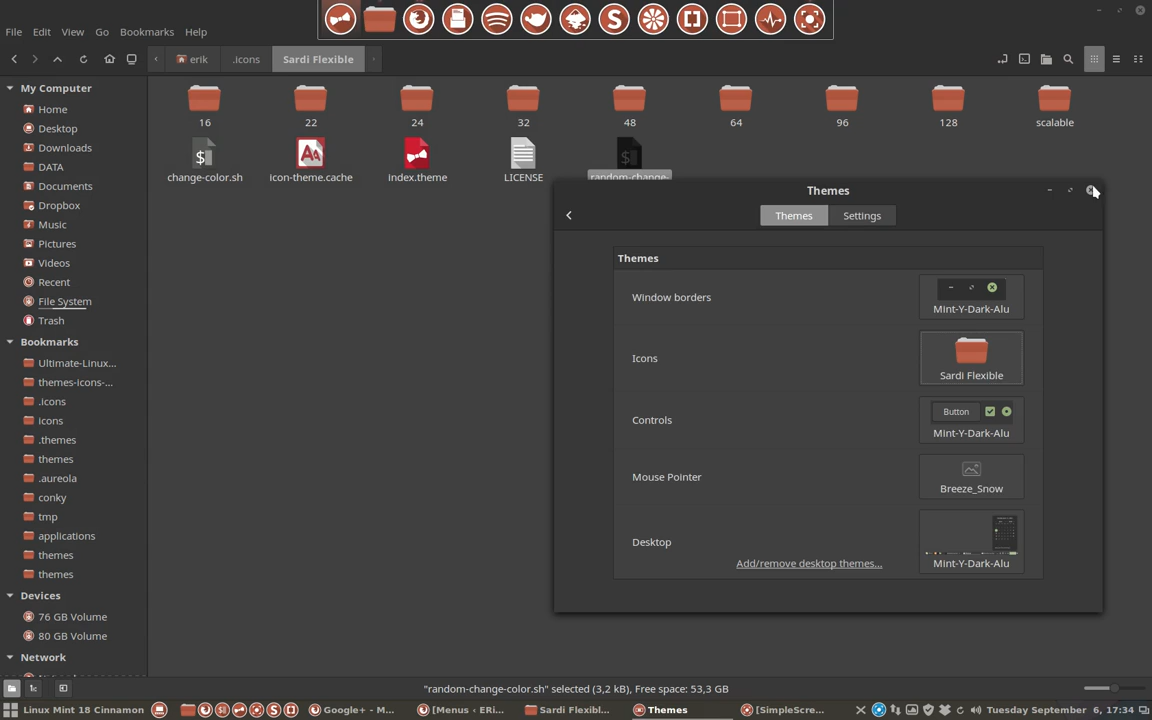 File Edit View Go Bookmarks Help
erik .icons Sardi Flexible
My Computer
Home
Desktop
Downloads
DATA
Documents
Dropbox
Music
Pictures
Videos
Recent
File System
Trash
Bookmarks
Ultimate-Linux...
themes-icons-...
.icons
icons
.themes
themes
.aureola
conky
tmp
applications
themes
themes
Devices
76 GB Volume
80 GB Volume
Network
16 22 24 32 48 64 96 128 scalable
change-color.sh icon-theme.cache index.theme LICENSE random-change-
Themes
Themes Settings
Themes
Window borders
Mint-Y-Dark-Alu
Icons
Sardi Flexible
Controls
Button
Mint-Y-Dark-Alu
Mouse Pointer
Breeze_Snow
Desktop
Add/remove desktop themes...
Mint-Y-Dark-Alu
"random-change-color.sh" selected (3,2 kB), Free space: 53,3 GB
Linux Mint 18 Cinnamon Google+ - M... [Menus ‹ ERi... Sardi Flexibl... Themes [SimpleScre... Tuesday September 6, 17:34